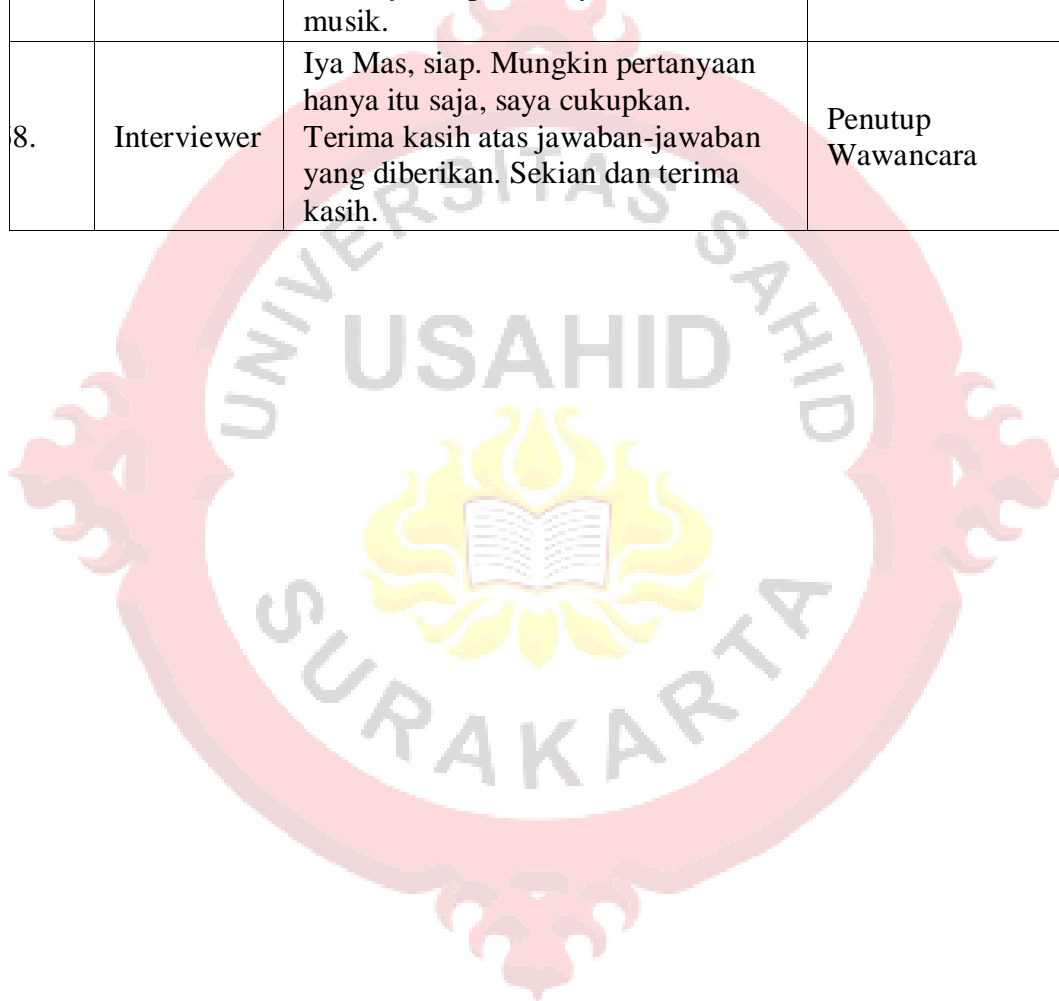 musik.
8.
Interviewer
Iya Mas, siap. Mungkin pertanyaan
hanya itu saja, saya cukupkan.
Terima kasih atas jawaban-jawaban
yang diberikan. Sekian dan terima
kasih.
Penutup
Wawancara
UNIVERSITAS SAHID
USAHID
SURAKARTA